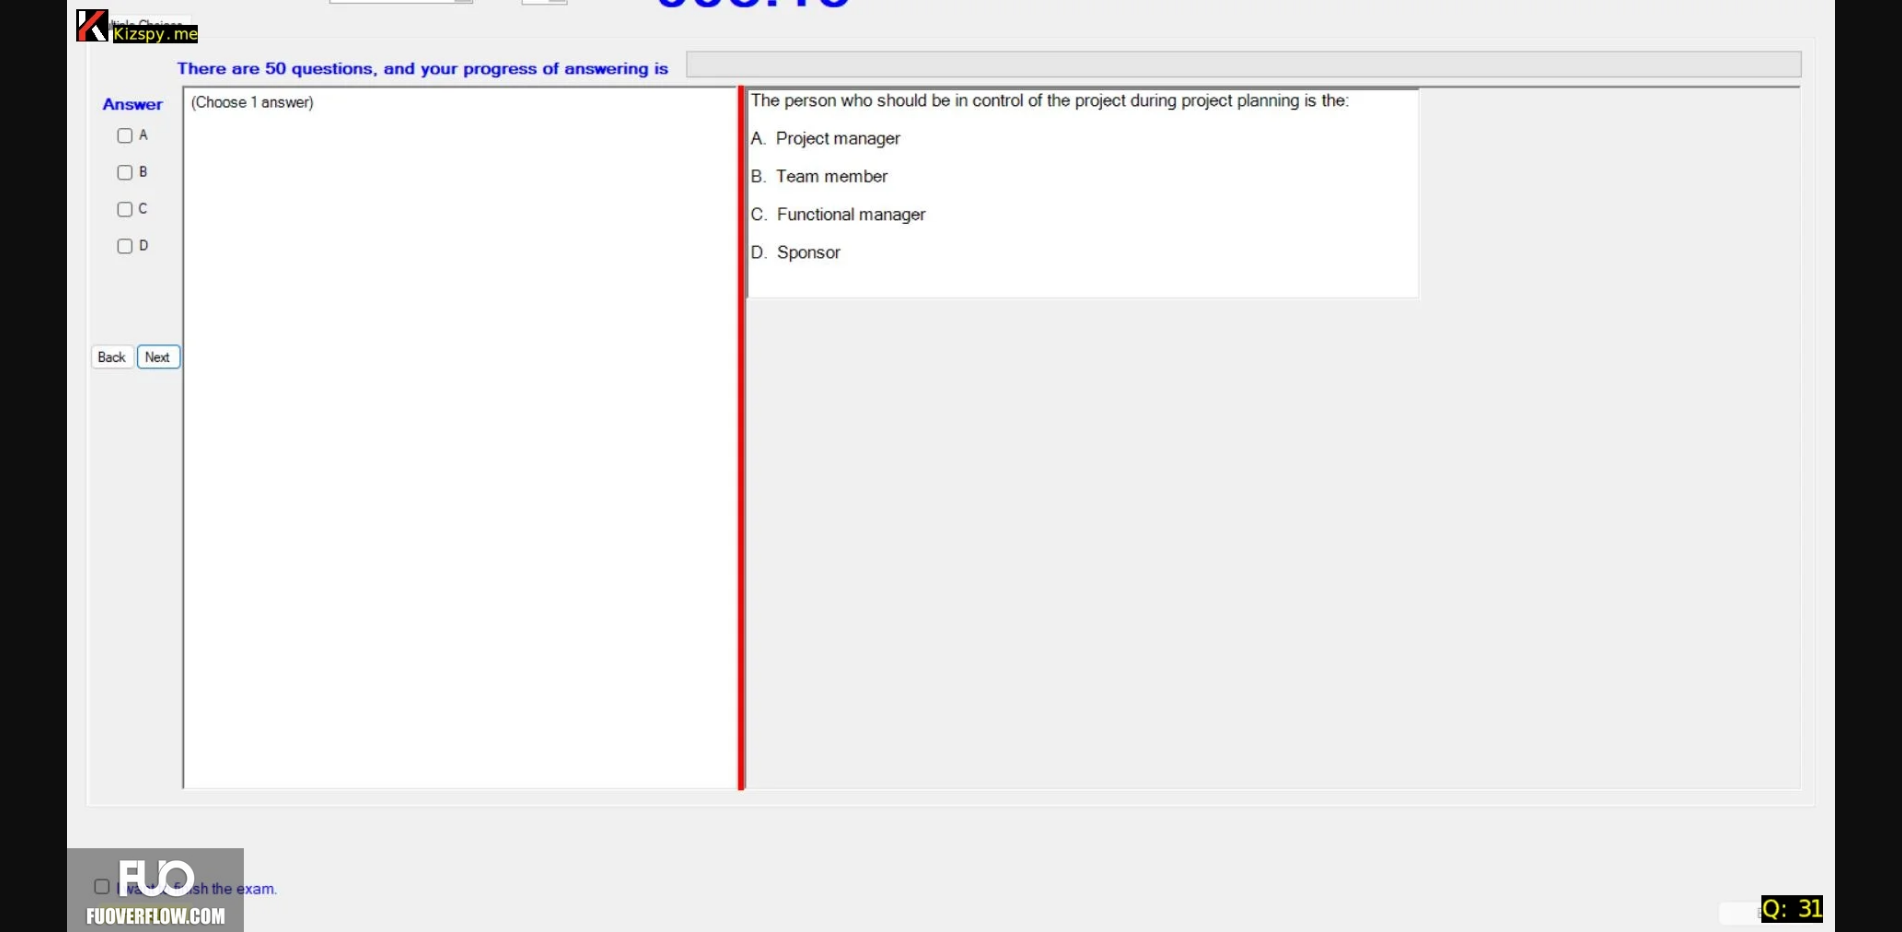 Kizspy.me
There are 50 questions, and your progress of answering is
Answer
(Choose 1 answer)
A
B
C
D
Back
Next
The person who should be in control of the project during project planning is the:
A. Project manager
B. Team member
C. Functional manager
D. Sponsor
finish the exam.
FUO
FUOVERFLOW.COM
Q: 31